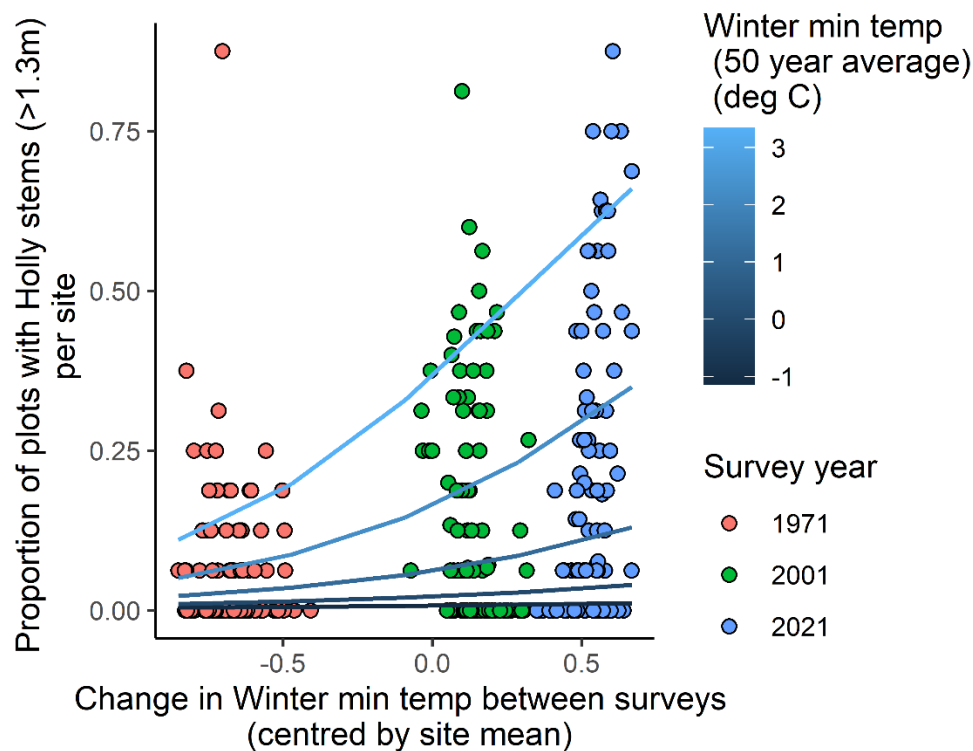 Proportion of plots with Holly stems (>1.3m)
per site
0.75
0.50
0.25
0.00
-0.5
0.0
0.5
Change in Winter min temp between surveys
(centred by site mean)
Winter min temp
(50 year average)
(deg C)
3
2
1
0
-1
Survey year
1971
2001
2021